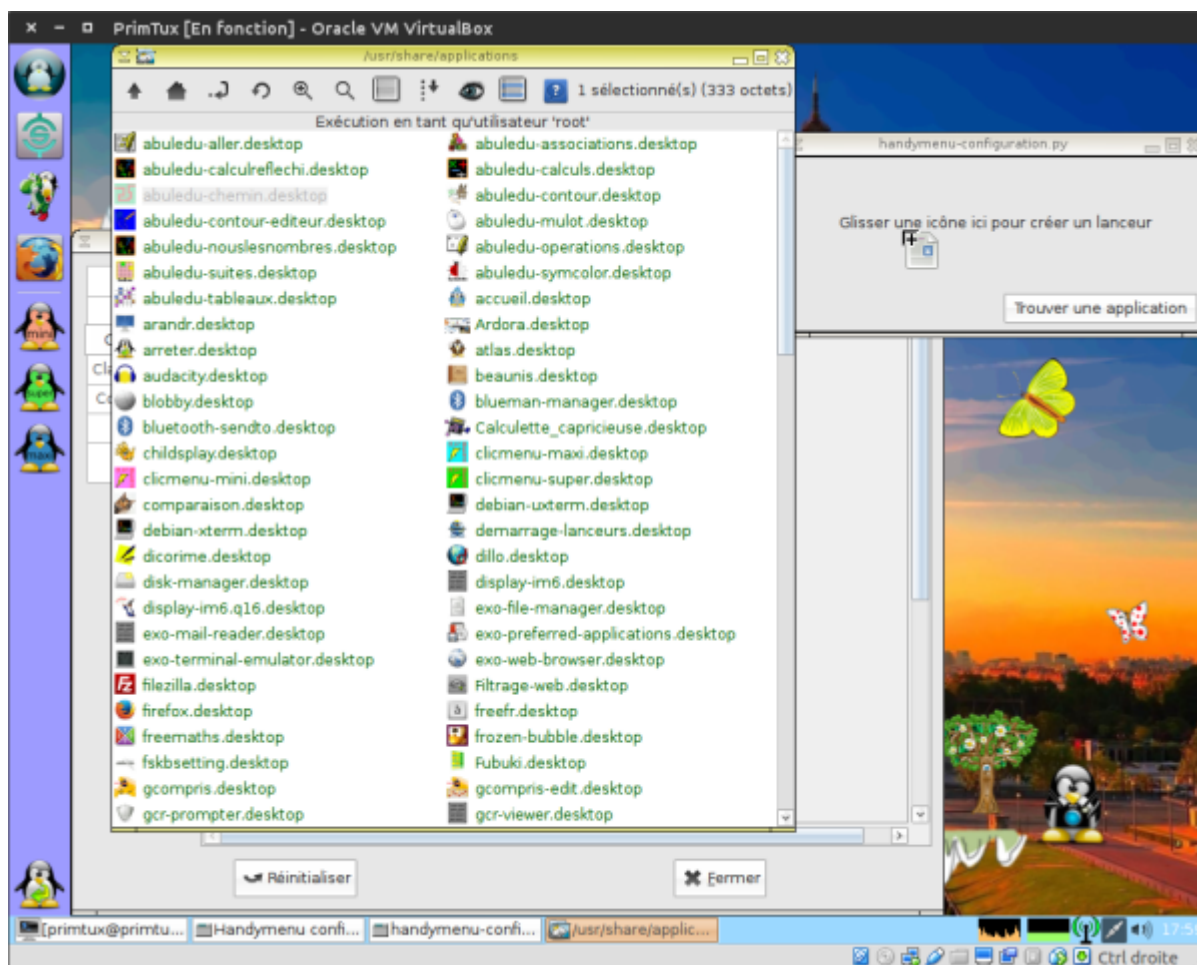 PrimTux [En fonction] - Oracle VM VirtualBox
/usr/share/applications
1 sélectionné(s) (333 octets)
Exécution en tant qu'utilisateur 'root'
abuledu-aller.desktop abuledu-associations.desktop
abuledu-calculreflechi.desktop abuledu-calculs.desktop
abuledu-chemin.desktop abuledu-contour.desktop
abuledu-contour-editeur.desktop abuledu-mulot.desktop
abuledu-nouslesnombres.desktop abuledu-operations.desktop
abuledu-suites.desktop abuledu-symcolor.desktop
abuledu-tableaux.desktop accueil.desktop
arandr.desktop Ardora.desktop
arreter.desktop atlas.desktop
audacity.desktop beaunis.desktop
blobby.desktop blueman-manager.desktop
bluetooth-sendto.desktop Calculette_capricieuse.desktop
childsplay.desktop clicmenu-maxi.desktop
clicmenu-mini.desktop clicmenu-super.desktop
comparaison.desktop debian-uxterm.desktop
debian-xterm.desktop demarrage-lanceurs.desktop
dicorime.desktop dillo.desktop
disk-manager.desktop display-im6.desktop
display-im6.q16.desktop exo-file-manager.desktop
exo-mail-reader.desktop exo-preferred-applications.desktop
exo-terminal-emulator.desktop exo-web-browser.desktop
filezilla.desktop Filtrage-web.desktop
firefox.desktop freefr.desktop
freemaths.desktop frozen-bubble.desktop
fskbsetting.desktop Fubuki.desktop
gcompris.desktop gcompris-edit.desktop
gcr-prompter.desktop gcr-viewer.desktop
handymenu-configuration.py
Glisser une icône ici pour créer un lanceur
Trouver une application
mini
super
maxi
Réinitialiser
Fermer
[primtux@primtu... Handymenu confi... handymenu-confi... /usr/share/applic...
Ctrl droite